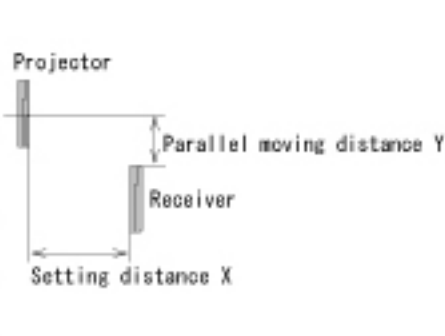 Projector
Parallel moving distance Y
Receiver
Setting distance X